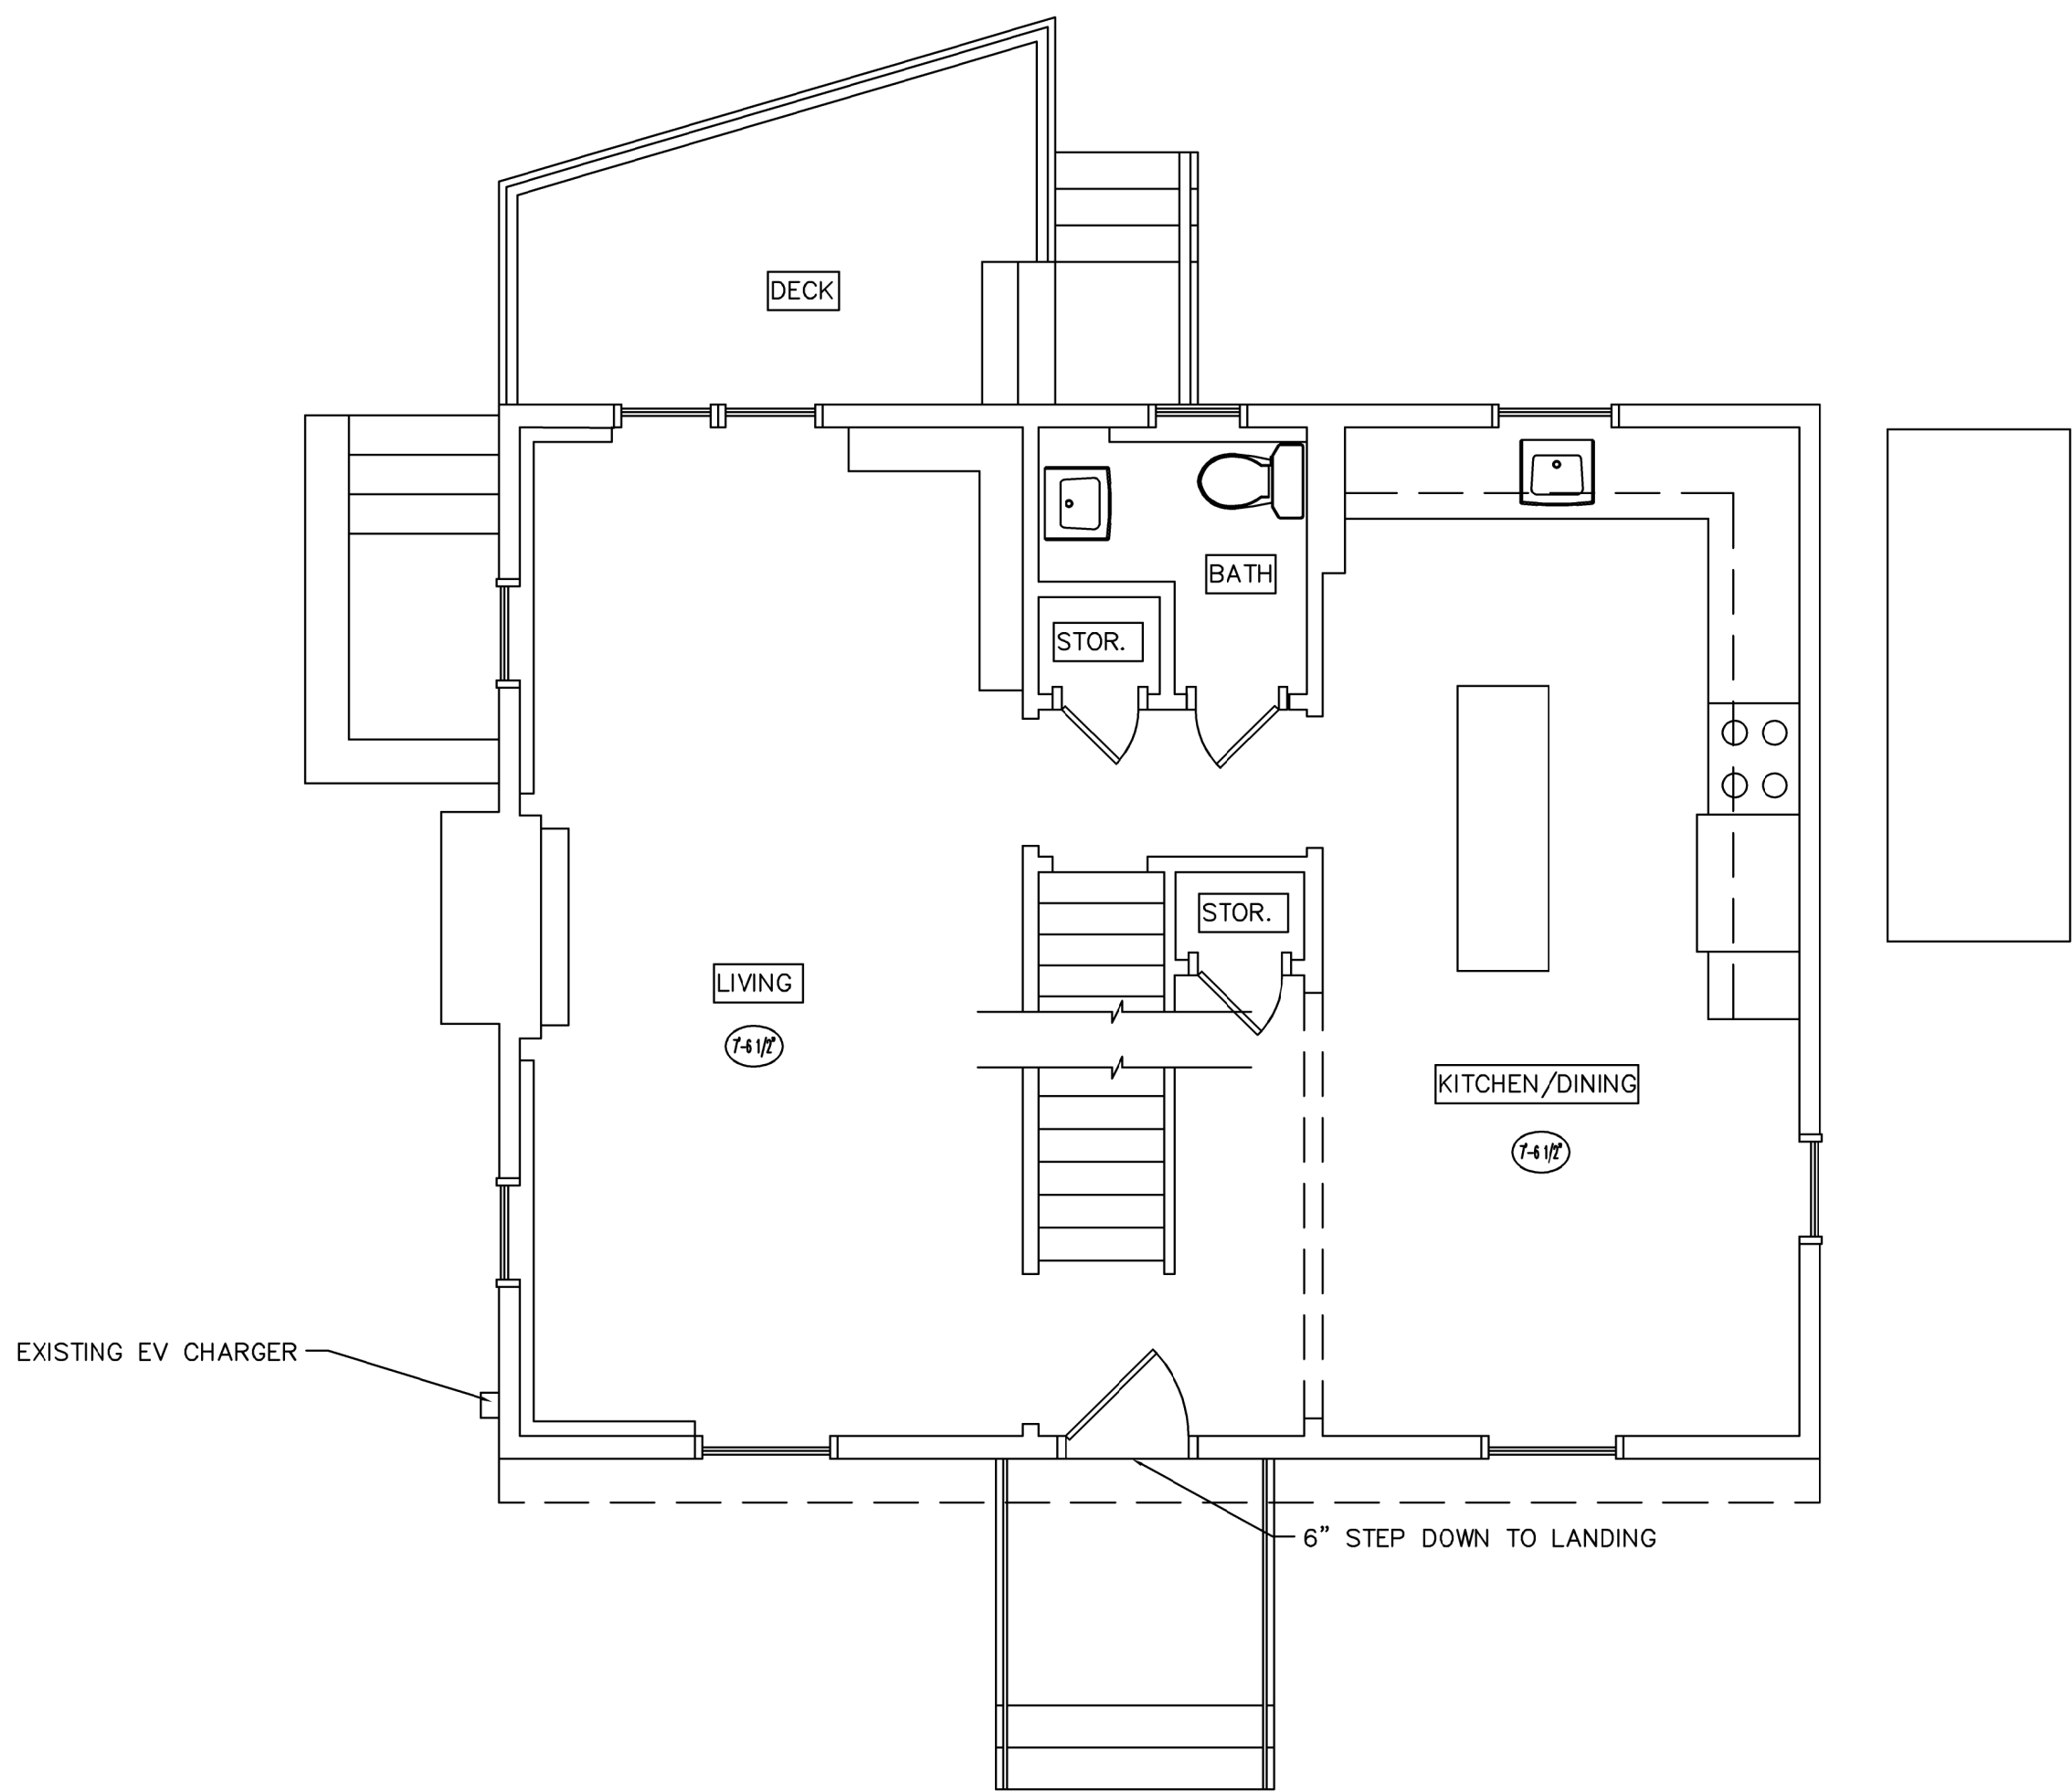 DECK
BATH
STOR.
STOR.
LIVING
7'-6 1/2"
KITCHEN/DINING
7'-6 1/2"
EXISTING EV CHARGER
6" STEP DOWN TO LANDING